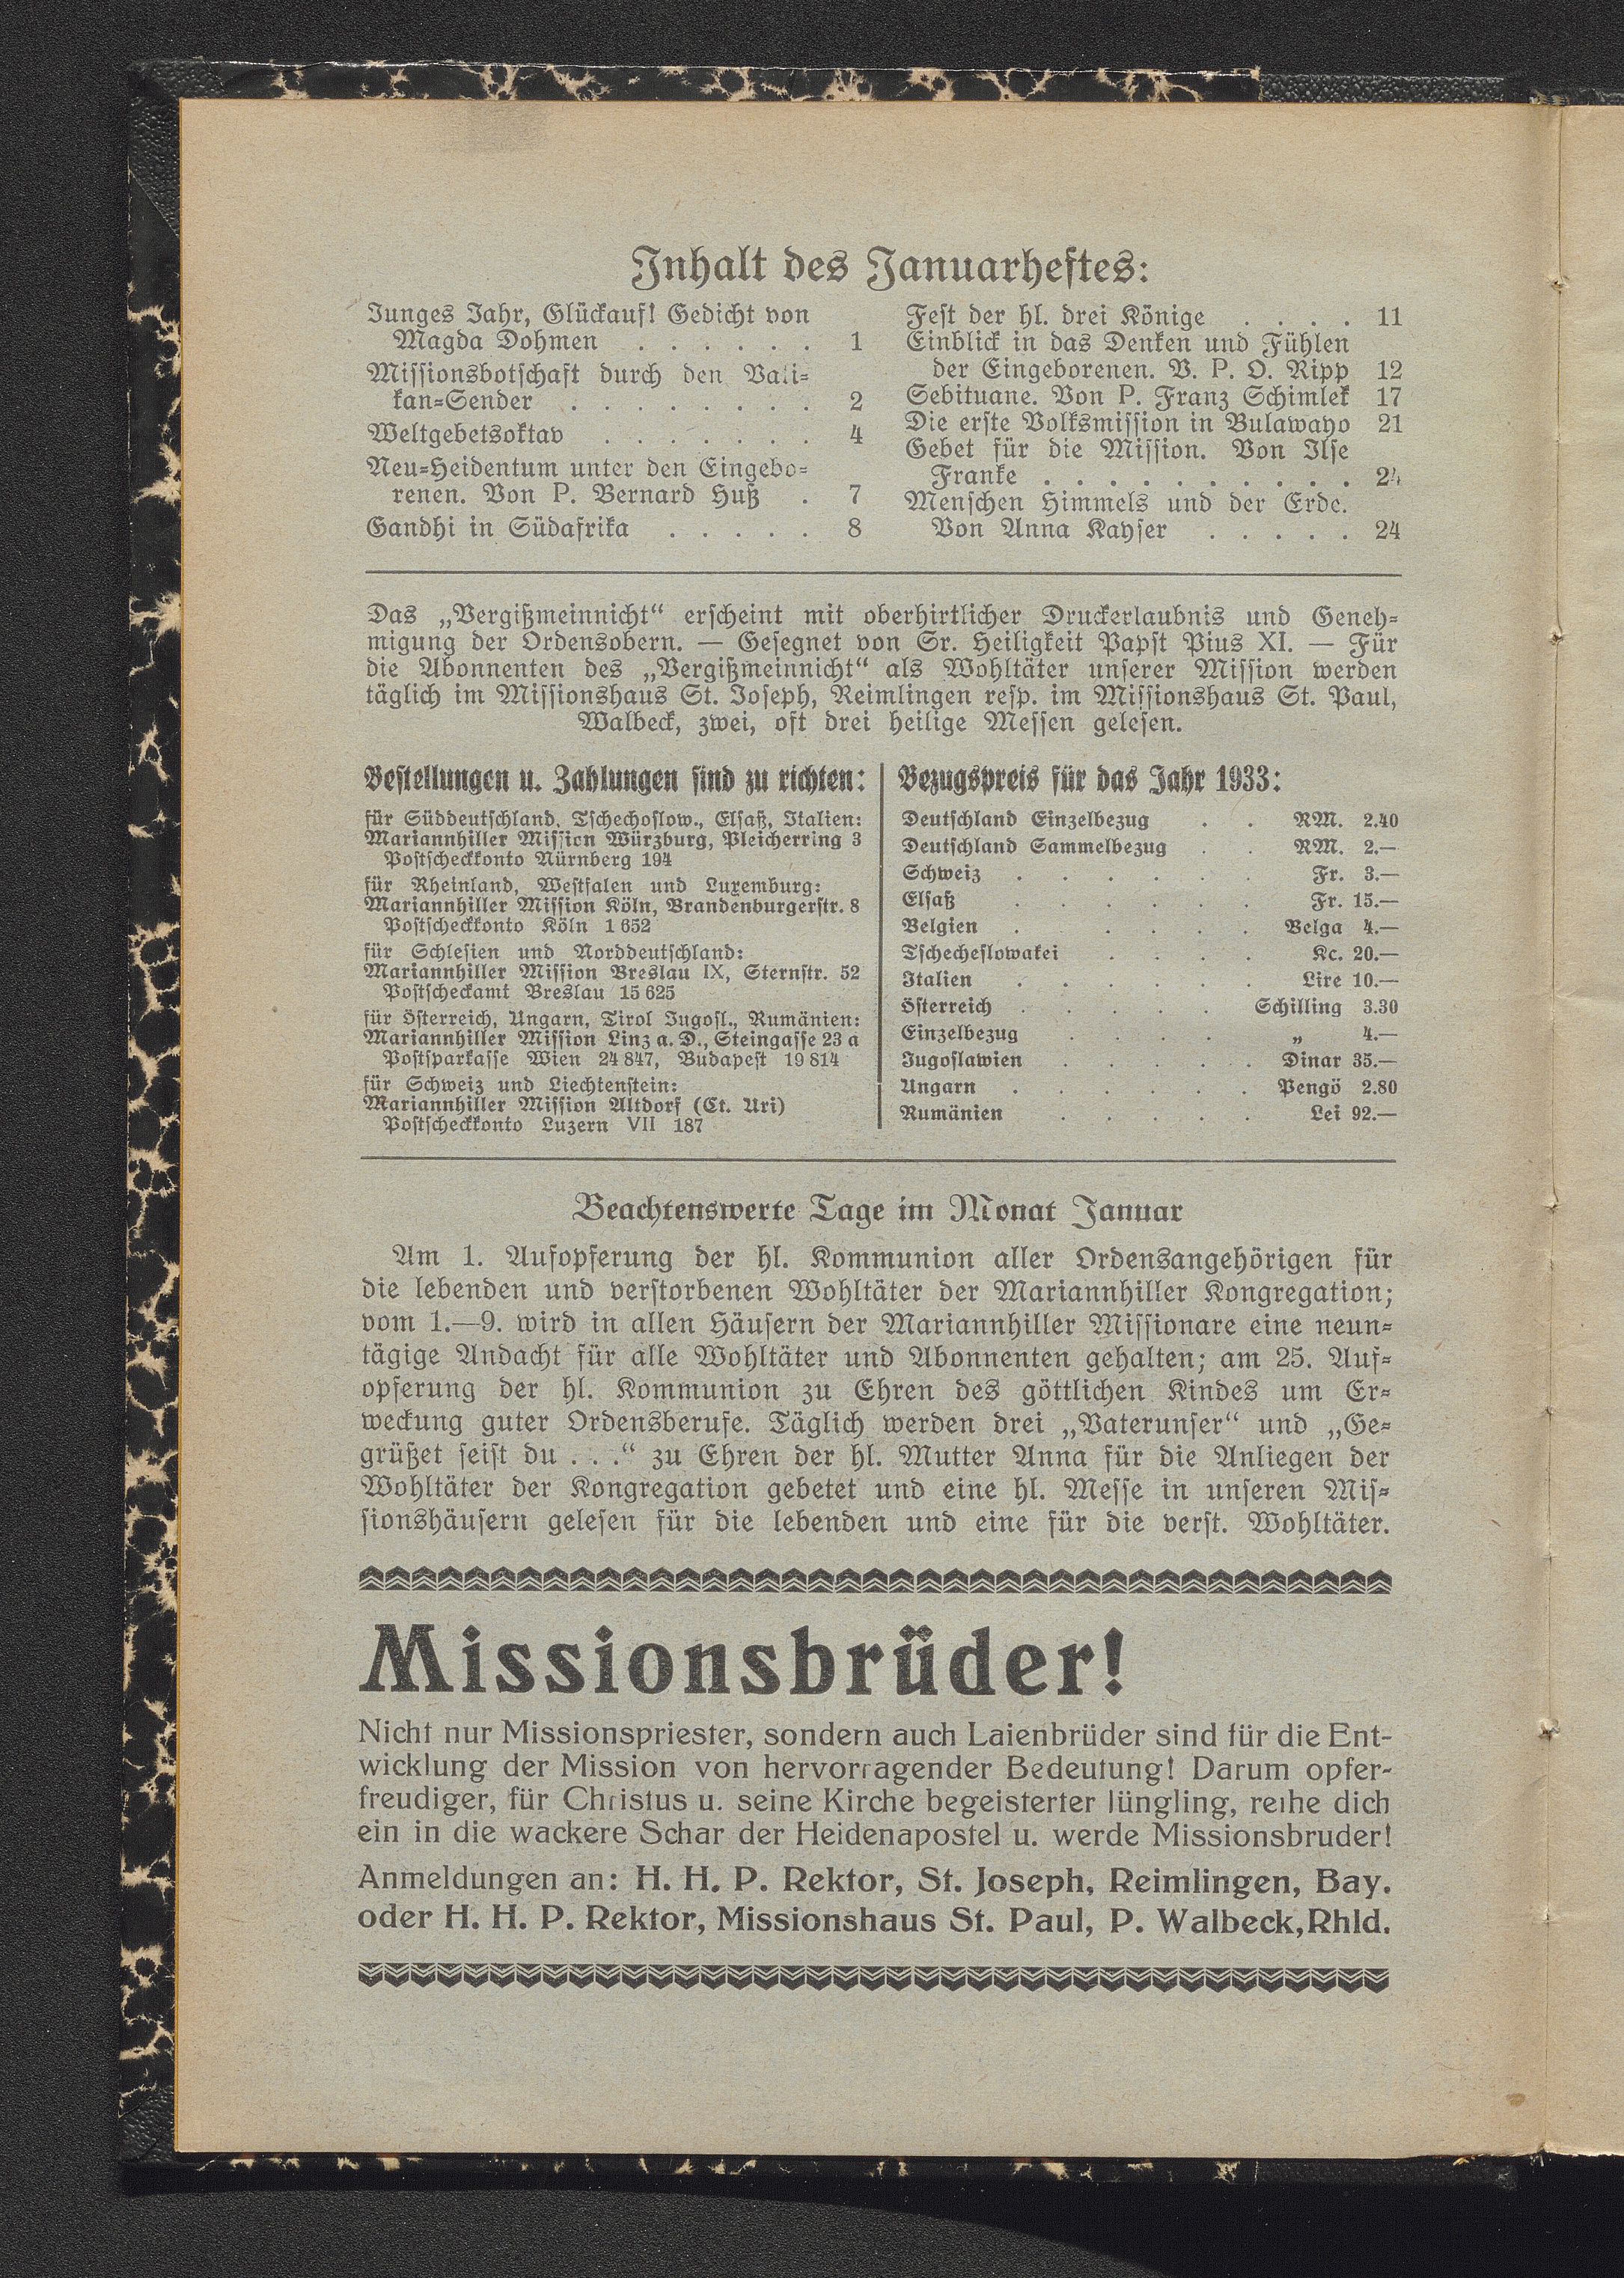 Inhalt des Januarheftes:
Junges Jahr, Glückauf! Gedicht von
Magda Dohmen . . . . . . 1
Missionsbotschaft durch den Vati-
kan-Sender . . . . . . . . 2
Weltgebetsoktav . . . . . . . 4
Neu-Heidentum unter den Eingebo-
renen. Von P. Bernard Huß . 7
Gandhi in Südafrika . . . . . 8
Fest der hl. drei Könige . . . . 11
Einblick in das Denken und Fühlen
der Eingeborenen. V. P. O. Ripp 12
Sebituane. Von P. Franz Schimlek 17
Die erste Volksmission in Bulawayo 21
Gebet für die Mission. Von Ilse
Franke . . . . . . . . . . 24
Menschen Himmels und der Erde.
Von Anna Kayser . . . . . 24
Das „Vergißmeinnicht“ erscheint mit oberhirtlicher Druckerlaubnis und Geneh-
migung der Ordensobern. — Gesegnet von Sr. Heiligkeit Papst Pius XI. — Für
die Abonnenten des „Vergißmeinnicht“ als Wohltäter unserer Mission werden
täglich im Missionshaus St. Joseph, Reimlingen resp. im Missionshaus St. Paul,
Walbeck, zwei, oft drei heilige Messen gelesen.
Bestellungen u. Zahlungen sind zu richten:
für Süddeutschland, Tschechoslow., Elsaß, Italien:
Mariannhiller Mission Würzburg, Pleicherring 3
Postscheckkonto Nürnberg 194
für Rheinland, Westfalen und Luxemburg:
Mariannhiller Mission Köln, Brandenburgerstr. 8
Postscheckkonto Köln 1 652
für Schlesien und Norddeutschland:
Mariannhiller Mission Breslau IX, Sternstr. 52
Postscheckamt Breslau 15 625
für Österreich, Ungarn, Tirol Jugosl., Rumänien:
Mariannhiller Mission Linz a. D., Steingasse 23 a
Postsparkasse Wien 24 847, Budapest 19 814
für Schweiz und Liechtenstein:
Mariannhiller Mission Altdorf (Ct. Uri)
Postscheckkonto Luzern VII 187
Bezugspreis für das Jahr 1933:
Deutschland Einzelbezug . . RM. 2.40
Deutschland Sammelbezug . . RM. 2.—
Schweiz . . . . . . Fr. 3.—
Elsaß . . . . . . Fr. 15.—
Belgien . . . . . Belga 4.—
Tschecheslowakei . . . . Kc. 20.—
Italien . . . . . . Lire 10.—
Österreich . . . . . Schilling 3.30
Einzelbezug . . . . „ 4.—
Jugoslawien . . . . . Dinar 35.—
Ungarn . . . . . . Pengö 2.80
Rumänien . . . . . Lei 92.—
Beachtenswerte Tage im Monat Januar
Am 1. Aufopferung der hl. Kommunion aller Ordensangehörigen für
die lebenden und verstorbenen Wohltäter der Mariannhiller Kongregation;
vom 1.—9. wird in allen Häusern der Mariannhiller Missionare eine neun-
tägige Andacht für alle Wohltäter und Abonnenten gehalten; am 25. Auf-
opferung der hl. Kommunion zu Ehren des göttlichen Kindes um Er-
weckung guter Ordensberufe. Täglich werden drei „Vaterunser“ und „Ge-
grüßet seist du . . .“ zu Ehren der hl. Mutter Anna für die Anliegen der
Wohltäter der Kongregation gebetet und eine hl. Messe in unseren Mis-
sionshäusern gelesen für die lebenden und eine für die verst. Wohltäter.
Missionsbrüder!
Nicht nur Missionspriester, sondern auch Laienbrüder sind für die Ent-
wicklung der Mission von hervorragender Bedeutung! Darum opfer-
freudiger, für Christus u. seine Kirche begeisterter Jüngling, reihe dich
ein in die wackere Schar der Heidenapostel u. werde Missionsbruder!
Anmeldungen an: H. H. P. Rektor, St. Joseph, Reimlingen, Bay.
oder H. H. P. Rektor, Missionshaus St. Paul, P. Walbeck, Rhld.